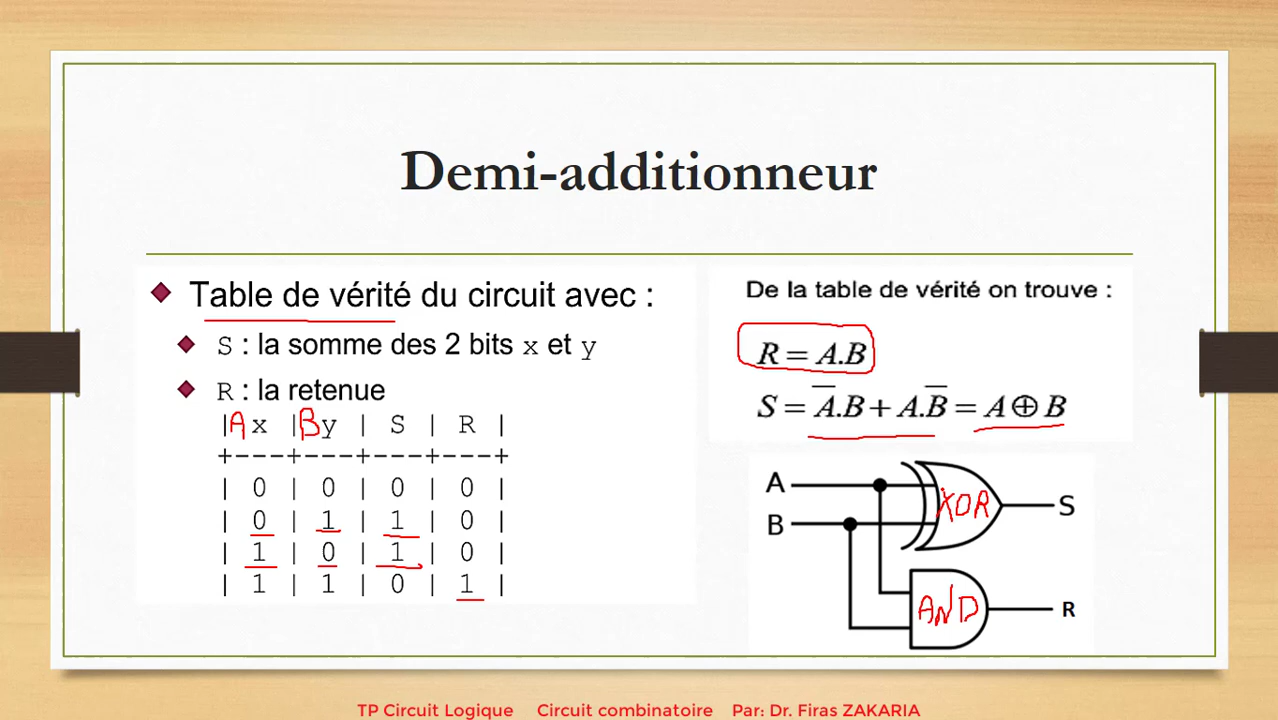 Demi-additionneur
Table de vérité du circuit avec :
S : la somme des 2 bits x et y
R : la retenue
|A x |B y | S | R |
+---+---+---+---+
| 0 | 0 | 0 | 0 |
| 0 | 1 | 1 | 0 |
| 1 | 0 | 1 | 0 |
| 1 | 1 | 0 | 1 |
De la table de vérité on trouve :
R = A.B
S = A̅.B + A.B̅ = A ⊕ B
A
B
XOR
S
AND
R
TP Circuit Logique Circuit combinatoire Par: Dr. Firas ZAKARIA